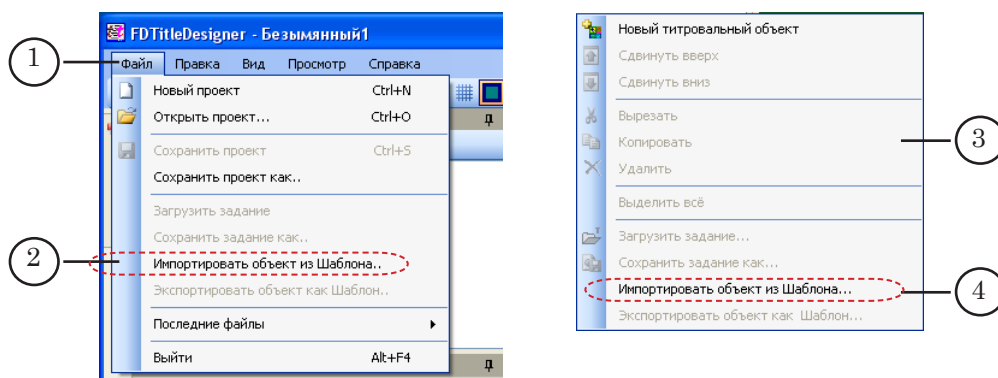 FDTitleDesigner - Безымянный1
Файл Правка Вид Просмотр Справка
Новый проект Ctrl+N
Открыть проект... Ctrl+O
Сохранить проект Ctrl+S
Сохранить проект как..
Загрузить задание
Сохранить задание как..
Импортировать объект из Шаблона..
Экспортировать объект как Шаблон..
Последние файлы
Выйти Alt+F4
1
2
Новый титровальный объект
Сдвинуть вверх
Сдвинуть вниз
Вырезать
Копировать
Удалить
Выделить всё
Загрузить задание...
Сохранить задание как...
Импортировать объект из Шаблона...
Экспортировать объект как Шаблон...
3
4